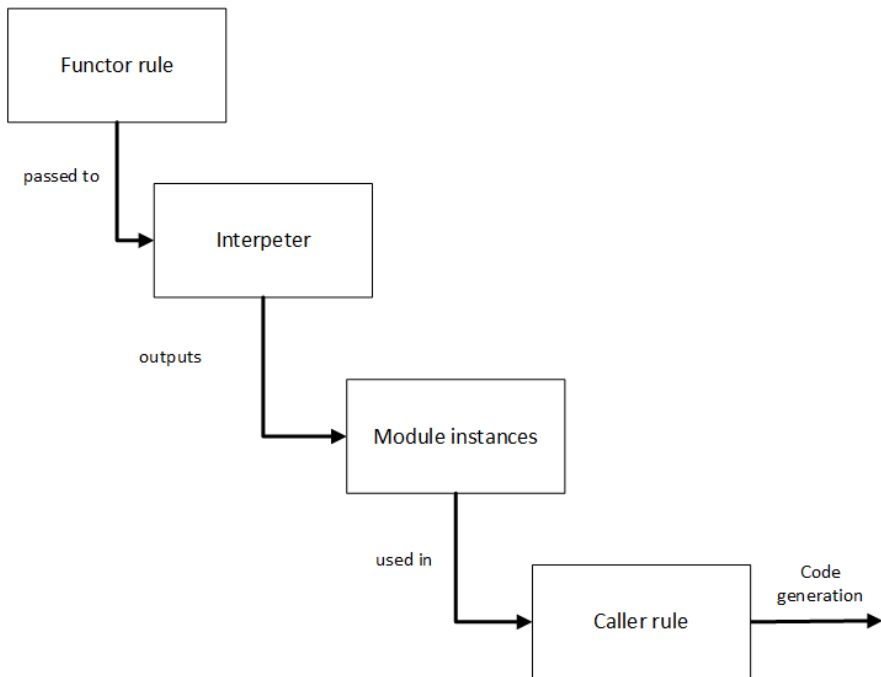 Functor rule
passed to
Interpeter
outputs
Module instances
used in
Caller rule
Code
generation